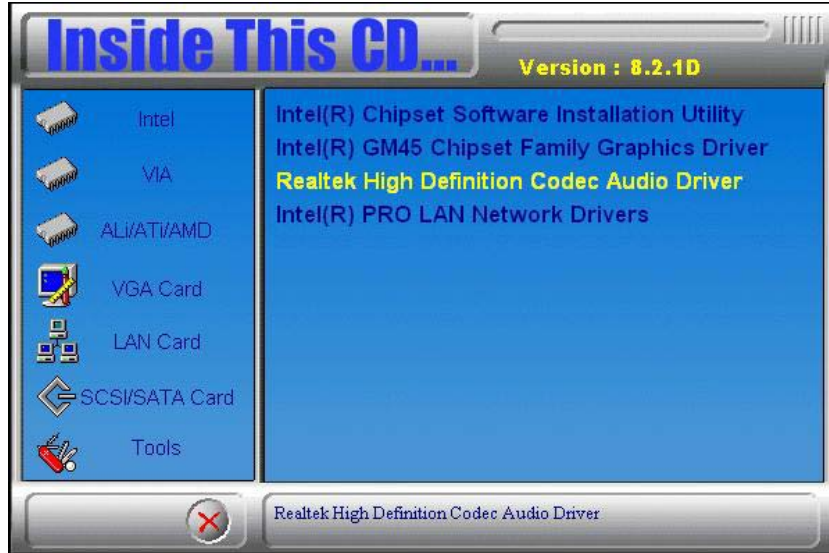 Inside This CD...
Version : 8.2.1D
Intel
VIA
ALi/ATi/AMD
VGA Card
LAN Card
SCSI/SATA Card
Tools
Intel(R) Chipset Software Installation Utility
Intel(R) GM45 Chipset Family Graphics Driver
Realtek High Definition Codec Audio Driver
Intel(R) PRO LAN Network Drivers
Realtek High Definition Codec Audio Driver